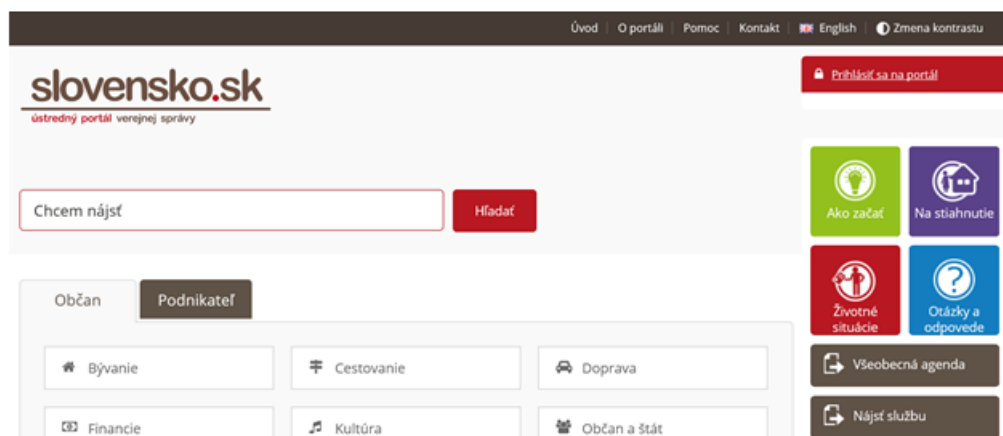 Úvod | O portáli | Pomoc | Kontakt | English | Zmena kontrastu
slovensko.sk
ústredný portál verejnej správy
Prihlásiť sa na portál
Chcem nájsť
Hľadať
Ako začať
Na stiahnutie
Životné
situácie
Otázky a
odpovede
Všeobecná agenda
Nájsť službu
Občan
Podnikateľ
Bývanie
Cestovanie
Doprava
Financie
Kultúra
Občan a štát